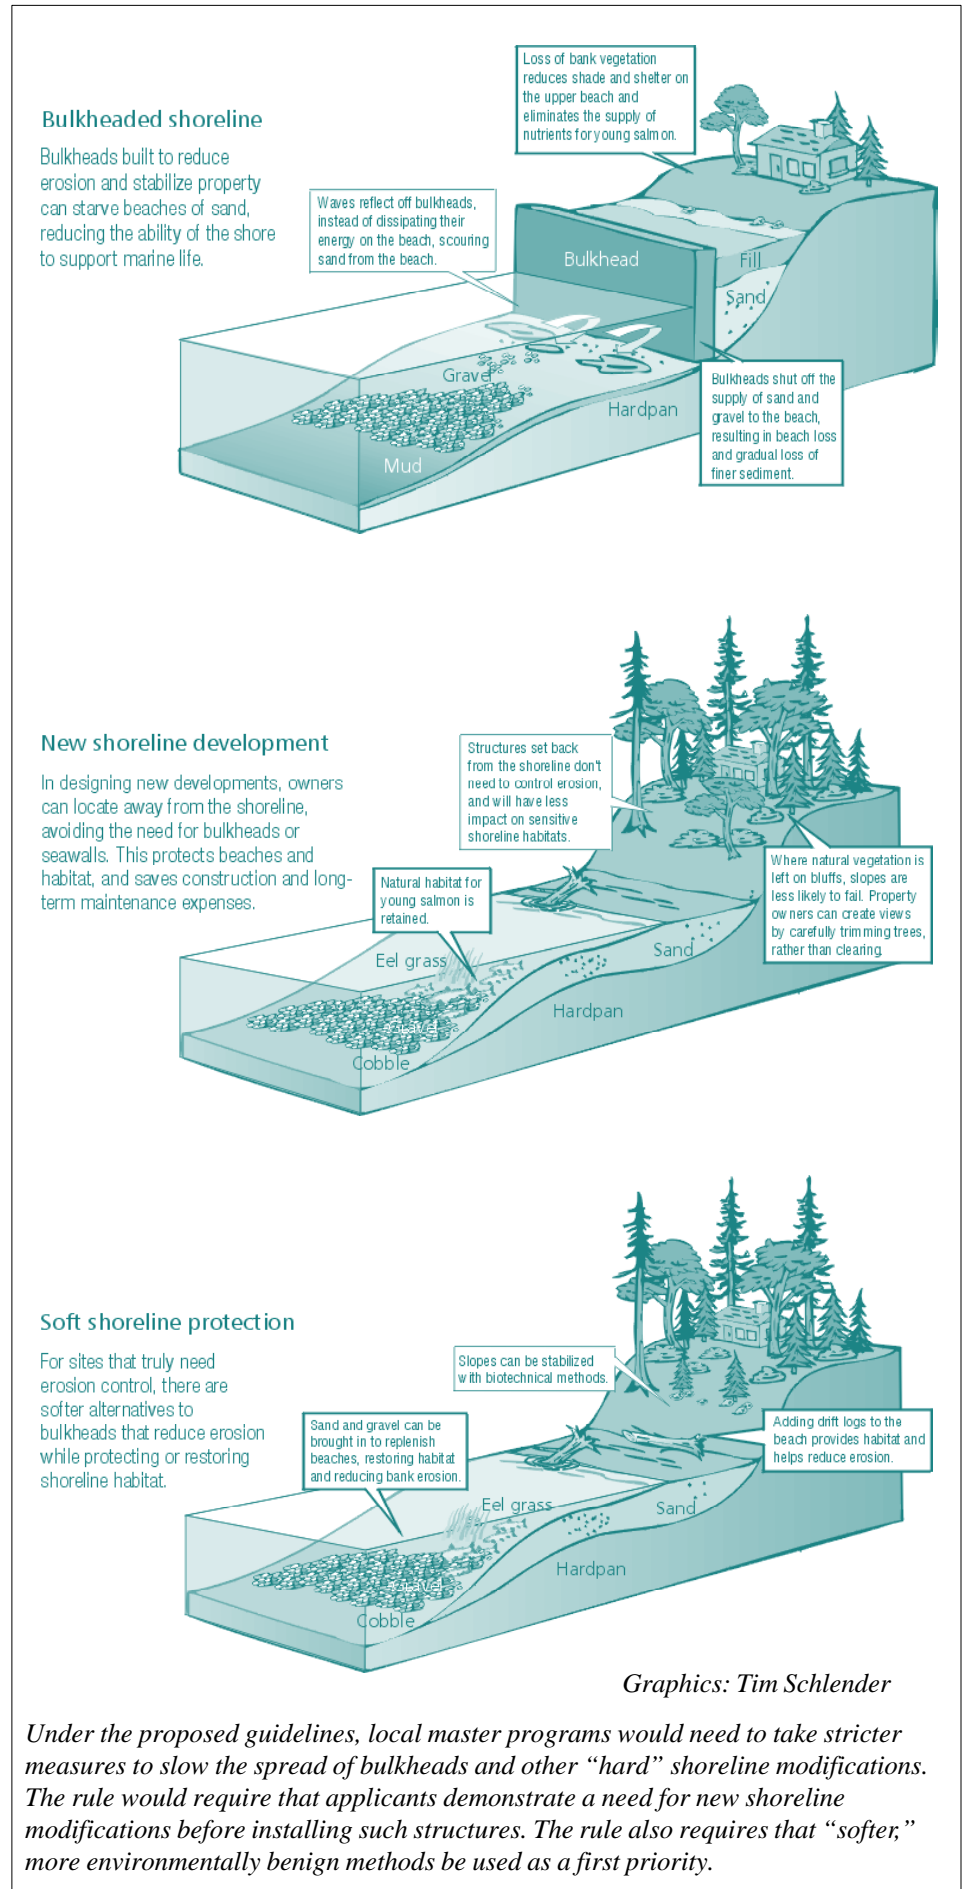 Bulkheaded shoreline
Bulkheads built to reduce
erosion and stabilize property
can starve beaches of sand,
reducing the ability of the shore
to support marine life.
Loss of bank vegetation
reduces shade and shelter on
the upper beach and
eliminates the supply of
nutrients for young salmon.
Waves reflect off bulkheads,
instead of dissipating their
energy on the beach, scouring
sand from the beach.
Bulkhead
Fill
Sand
Gravel
Hardpan
Mud
Bulkheads shut off the
supply of sand and
gravel to the beach,
resulting in beach loss
and gradual loss of
finer sediment.
New shoreline development
In designing new developments, owners
can locate away from the shoreline,
avoiding the need for bulkheads or
seawalls. This protects beaches and
habitat, and saves construction and long-
term maintenance expenses.
Structures set back
from the shoreline don't
need to control erosion,
and will have less
impact on sensitive
shoreline habitats.
Natural habitat for
young salmon is
retained.
Where natural vegetation is
left on bluffs, slopes are
less likely to fail. Property
owners can create views
by carefully trimming trees,
rather than clearing.
Eel grass
Sand
Hardpan
Gravel
Cobble
Soft shoreline protection
For sites that truly need
erosion control, there are
softer alternatives to
bulkheads that reduce erosion
while protecting or restoring
shoreline habitat.
Slopes can be stabilized
with biotechnical methods.
Sand and gravel can be
brought in to replenish
beaches, restoring habitat
and reducing bank erosion.
Adding drift logs to the
beach provides habitat and
helps reduce erosion.
Eel grass
Sand
Hardpan
Gravel
Cobble
Graphics: Tim Schlender
Under the proposed guidelines, local master programs would need to take stricter
measures to slow the spread of bulkheads and other “hard” shoreline modifications.
The rule would require that applicants demonstrate a need for new shoreline
modifications before installing such structures. The rule also requires that “softer,”
more environmentally benign methods be used as a first priority.